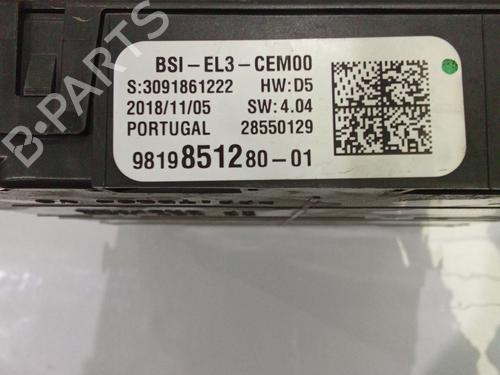 BSI-EL3-CEM00
S:3091861222 HW:D5
2018/11/05 SW:4.04
PORTUGAL 28550129
9819851280-01
B-PARTS